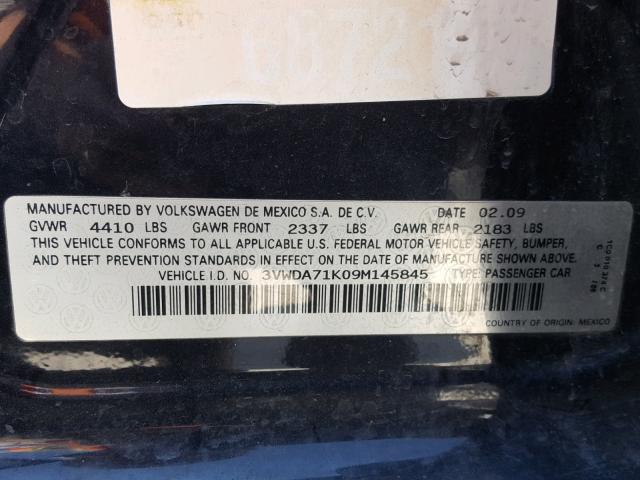 MANUFACTURED BY VOLKSWAGEN DE MEXICO S.A. DE C.V. DATE 02.09
GVWR 4410 LBS GAWR FRONT 2337 LBS GAWR REAR 2183 LBS
THIS VEHICLE CONFORMS TO ALL APPLICABLE U.S. FEDERAL MOTOR VEHICLE SAFETY, BUMPER,
AND THEFT PREVENTION STANDARDS IN EFFECT ON THE DATE OF MANUFACTURE SHOWN ABOVE.
VEHICLE I.D. NO. 3VWDA71K09M145845 TYPE: PASSENGER CAR
COUNTRY OF ORIGIN: MEXICO